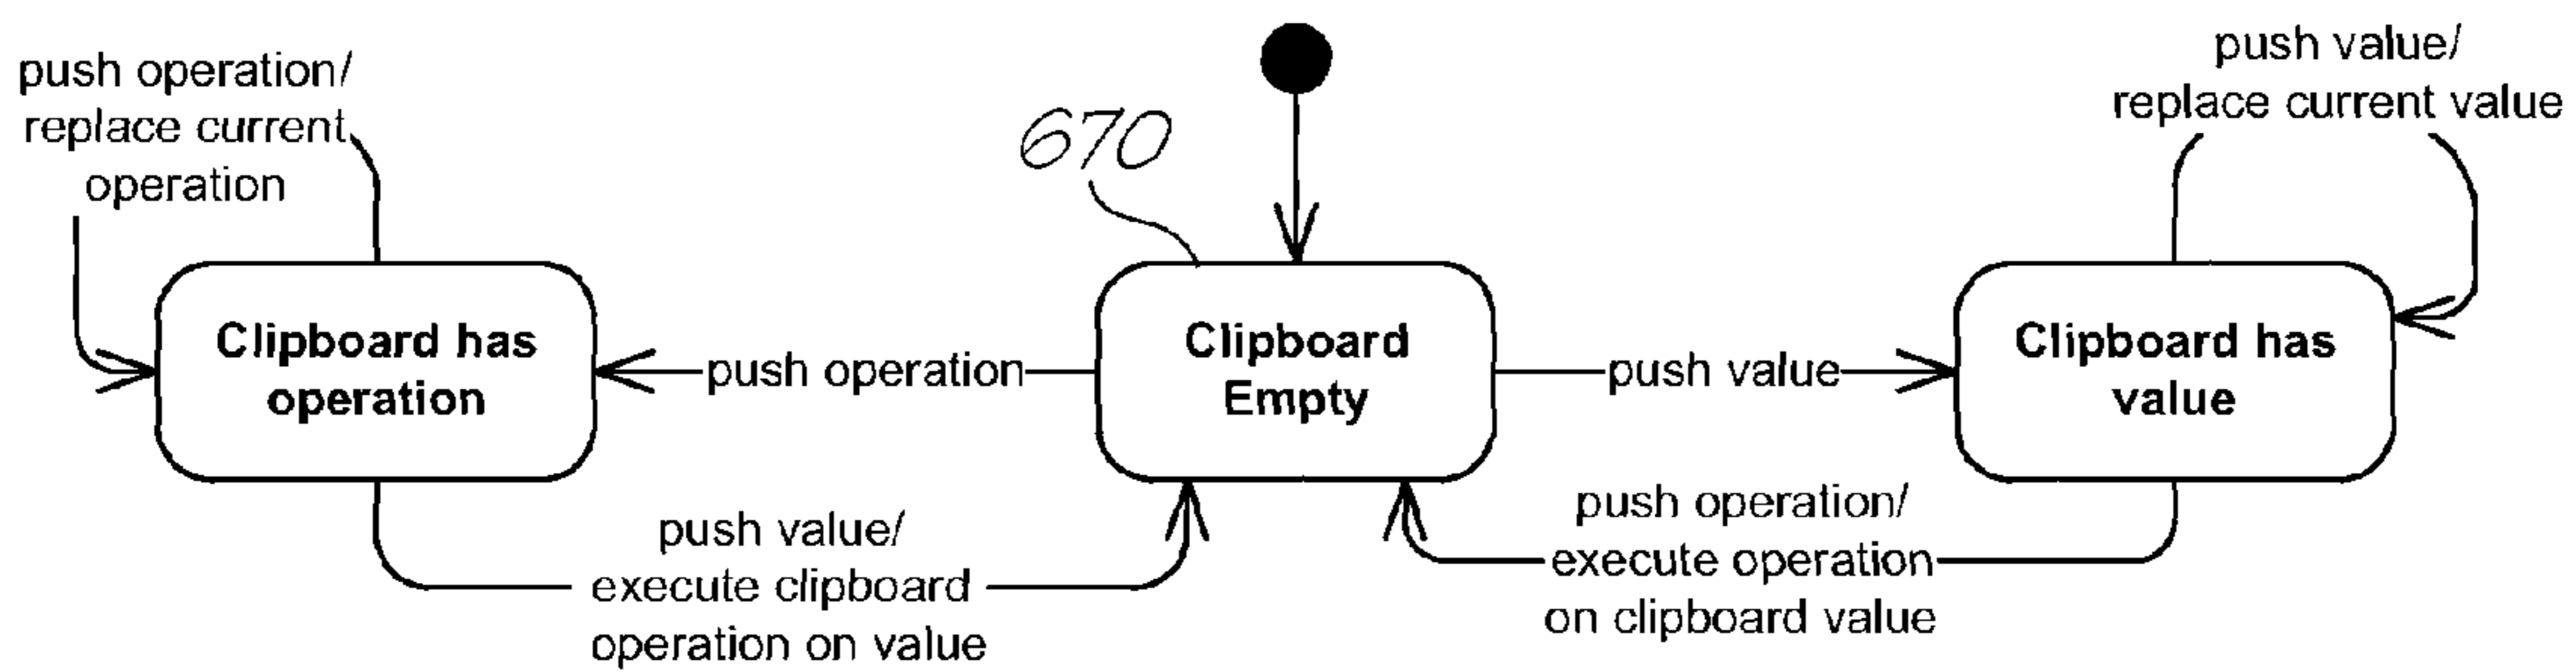 push operation/
replace current
operation
670
push value/
replace current value
Clipboard has
operation
push operation
Clipboard
Empty
push value
Clipboard has
value
push value/
execute clipboard
operation on value
push operation/
execute operation
on clipboard value